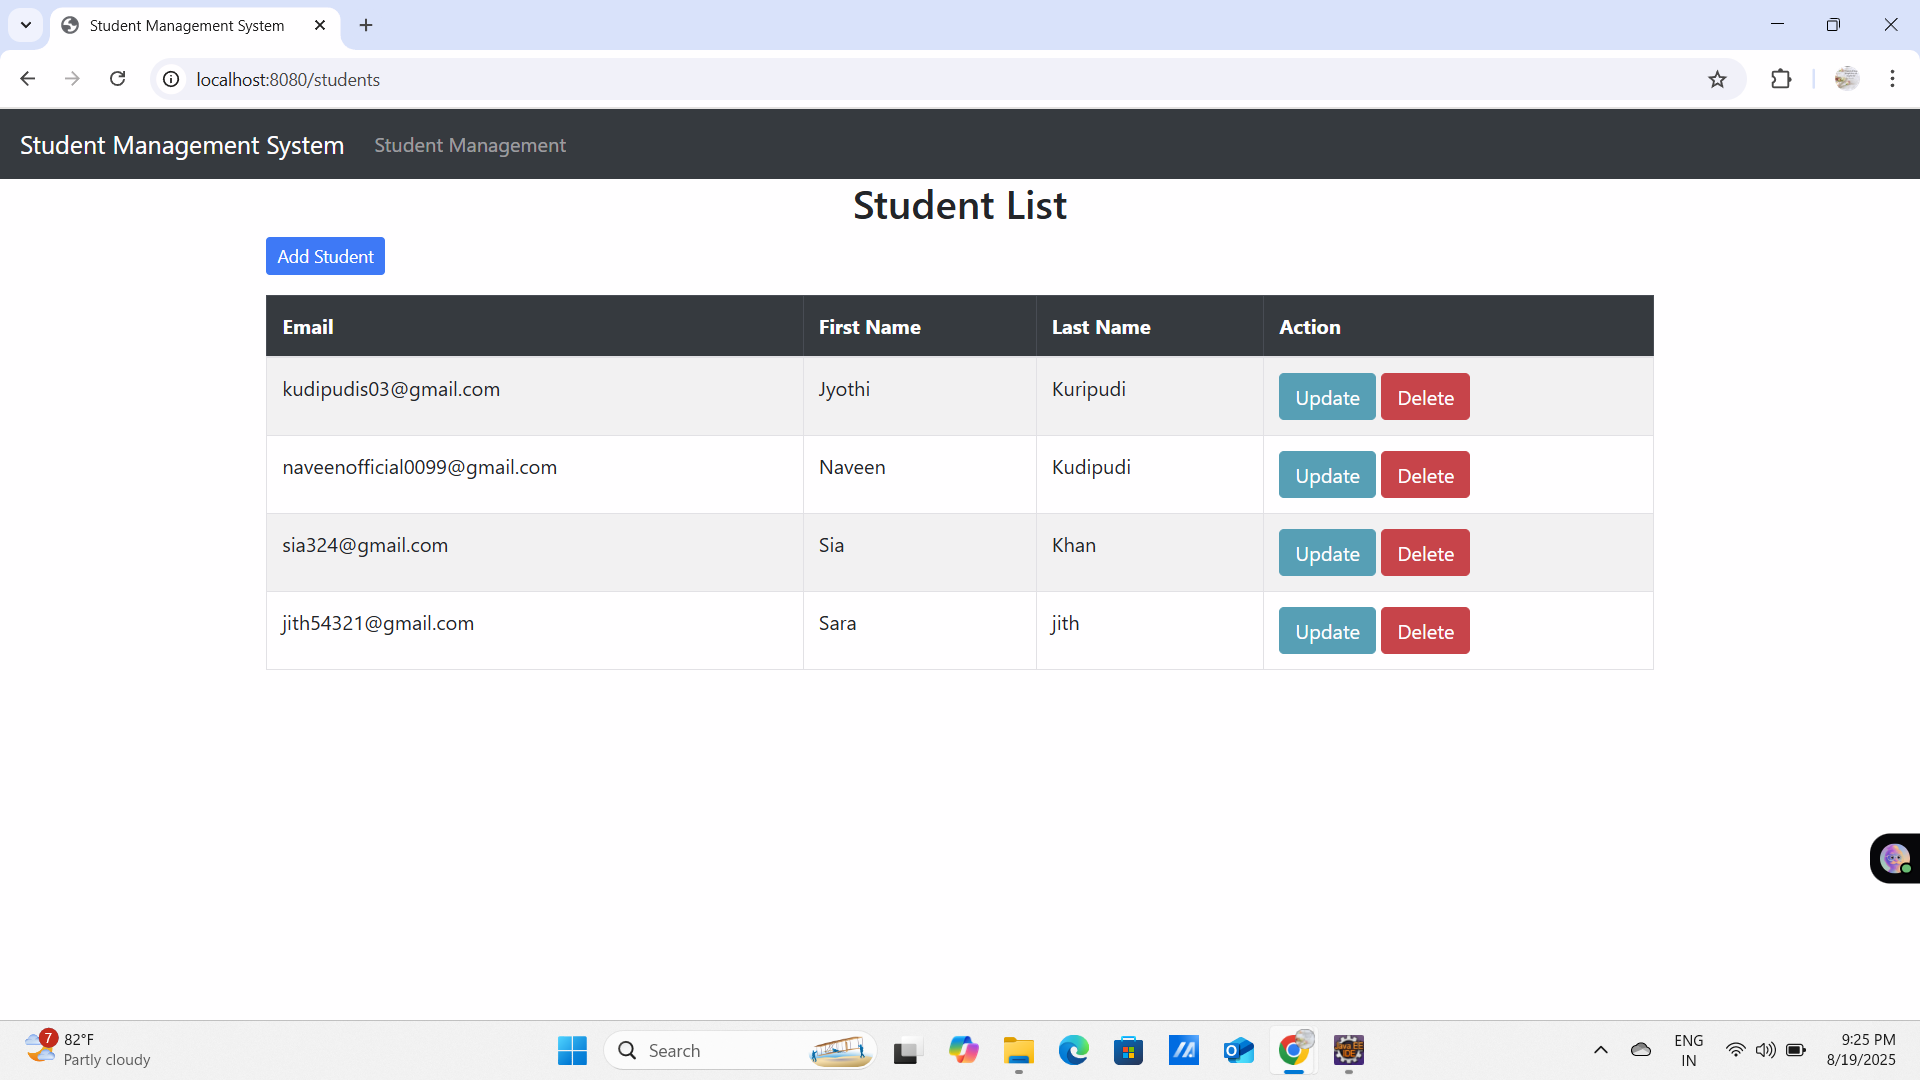 Student Management System
localhost:8080/students
Student Management System Student Management
Student List
Add Student
Email First Name Last Name Action
kudipudis03@gmail.com Jyothi Kuripudi Update Delete
naveenofficial0099@gmail.com Naveen Kudipudi Update Delete
sia324@gmail.com Sia Khan Update Delete
jith54321@gmail.com Sara jith Update Delete
7 82°F
Partly cloudy
Search
Java EE
IDE
ENG
IN
9:25 PM
8/19/2025